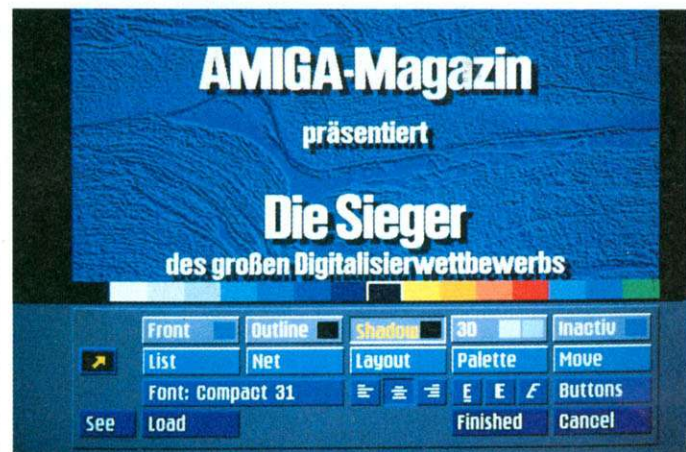 AMIGA-Magazin
präsentiert
Die Sieger
des großen Digitalisierwettbewerbs
Front Outline Shadow 3D Inactiv
List Net Layout Palette Move
Font: Compact 31 E E E Buttons
See Load Finished Cancel